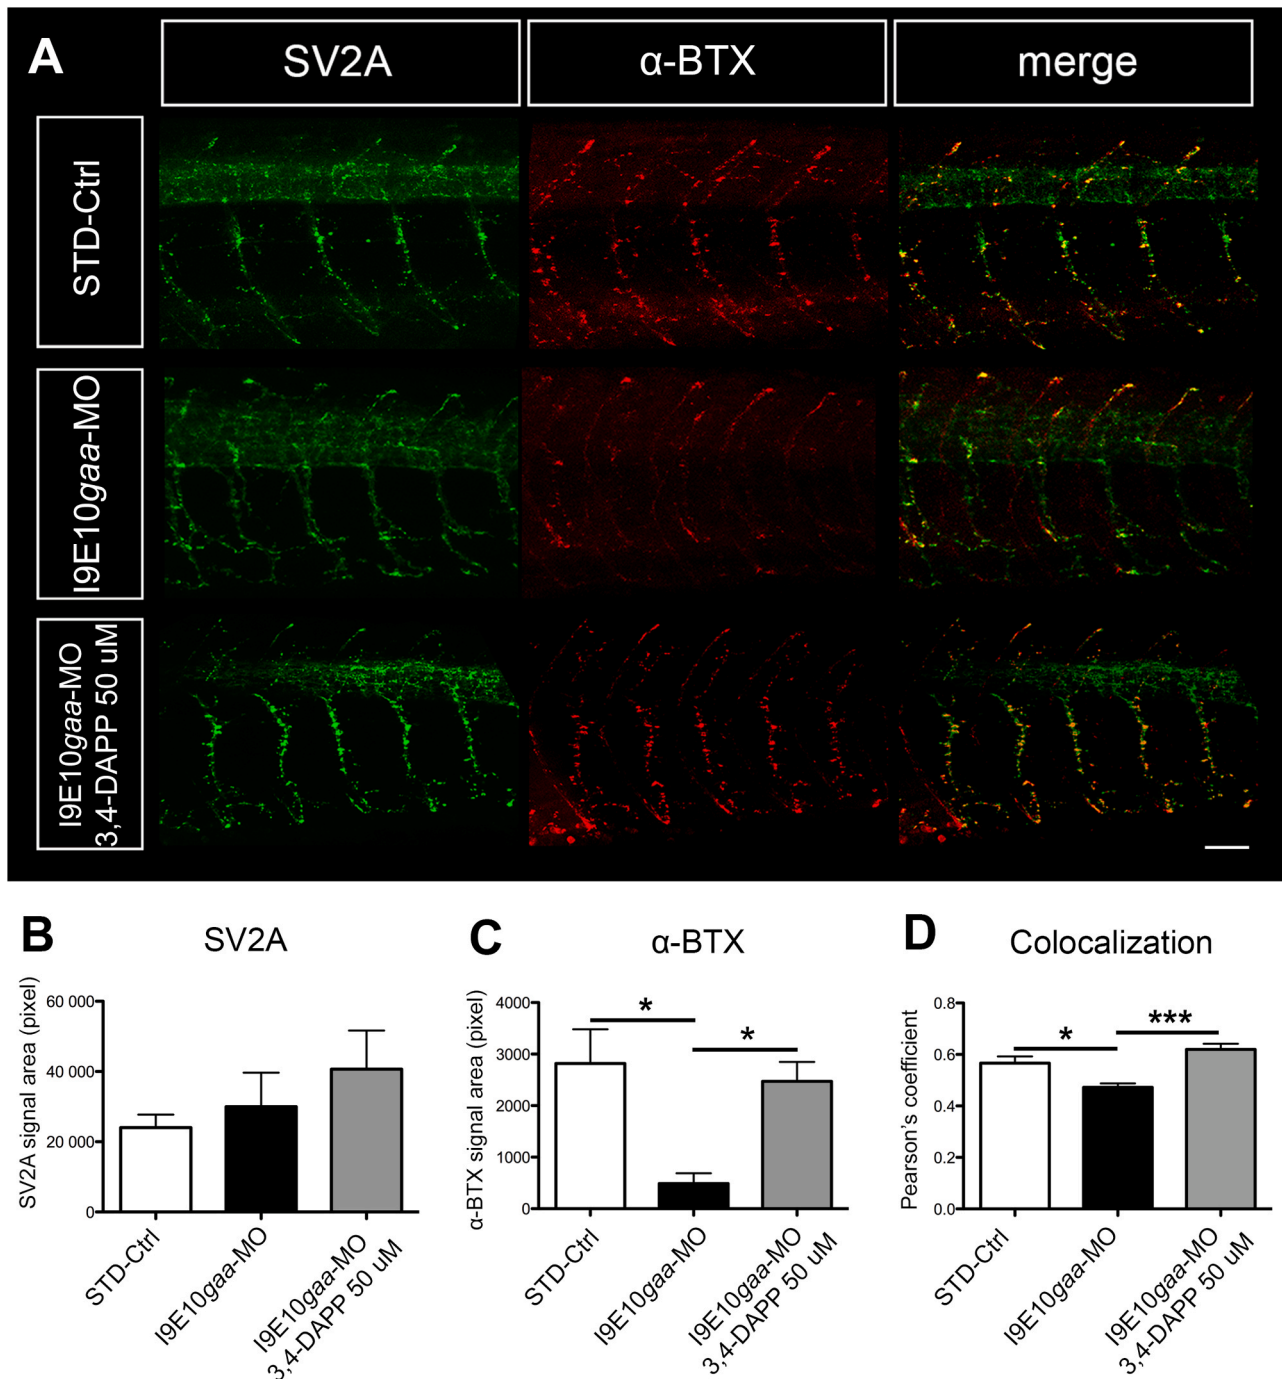 A
SV2A
α-BTX
merge
STD-Ctrl
I9E10gaa-MO
I9E10gaa-MO
3,4-DAPP 50 uM
B
SV2A
SV2A signal area (pixel)
60 000
40 000
20 000
0
STD-Ctrl
I9E10gaa-MO
I9E10gaa-MO
3,4-DAPP 50 uM
C
α-BTX
α-BTX signal area (pixel)
4000
3000
2000
1000
0
*
*
STD-Ctrl
I9E10gaa-MO
I9E10gaa-MO
3,4-DAPP 50 uM
D
Colocalization
Pearson's coefficient
0.8
0.6
0.4
0.2
0.0
*
***
STD-Ctrl
I9E10gaa-MO
I9E10gaa-MO
3,4-DAPP 50 uM